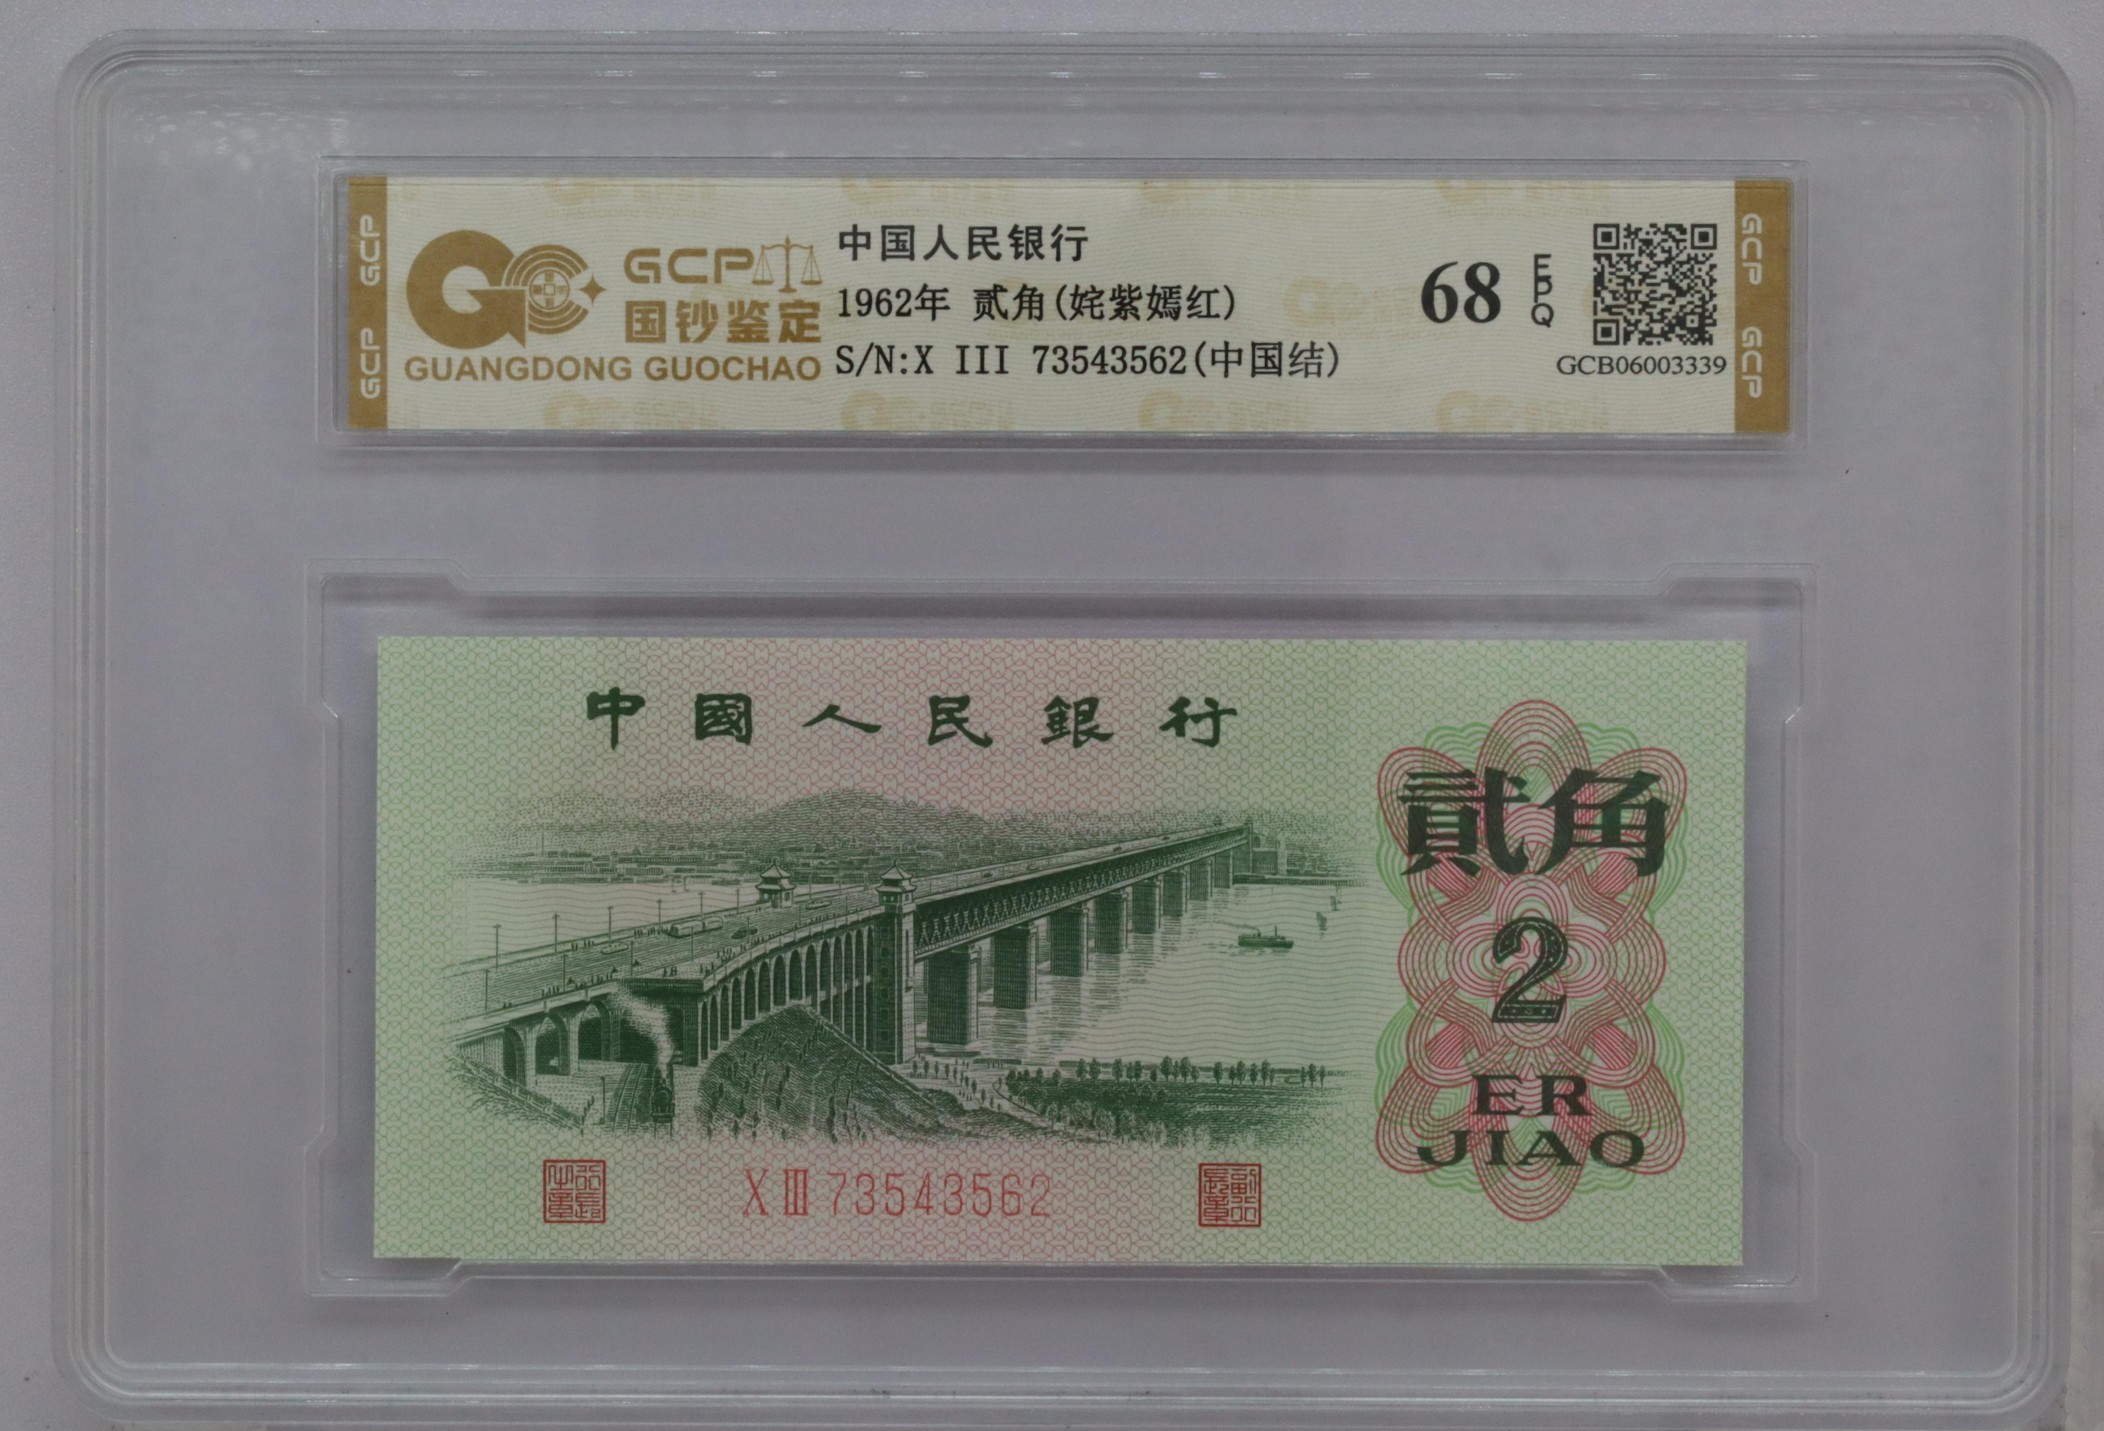 GCP
GCP
GCP
国钞鉴定
GUANGDONG GUOCHAO
中国人民银行
1962年 贰角(姹紫嫣红)
S/N:X III 73543562(中国结)
68
EPQ
GCB06003339
GCP
GCP
中國人民銀行
貳角
2
ER
JIAO
X III 73543562